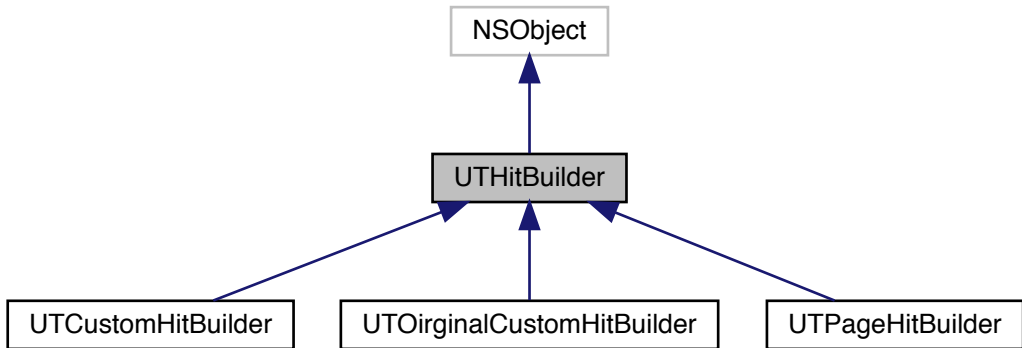 NSObject
UTHitBuilder
UTCustomHitBuilder
UTOirginalCustomHitBuilder
UTPageHitBuilder